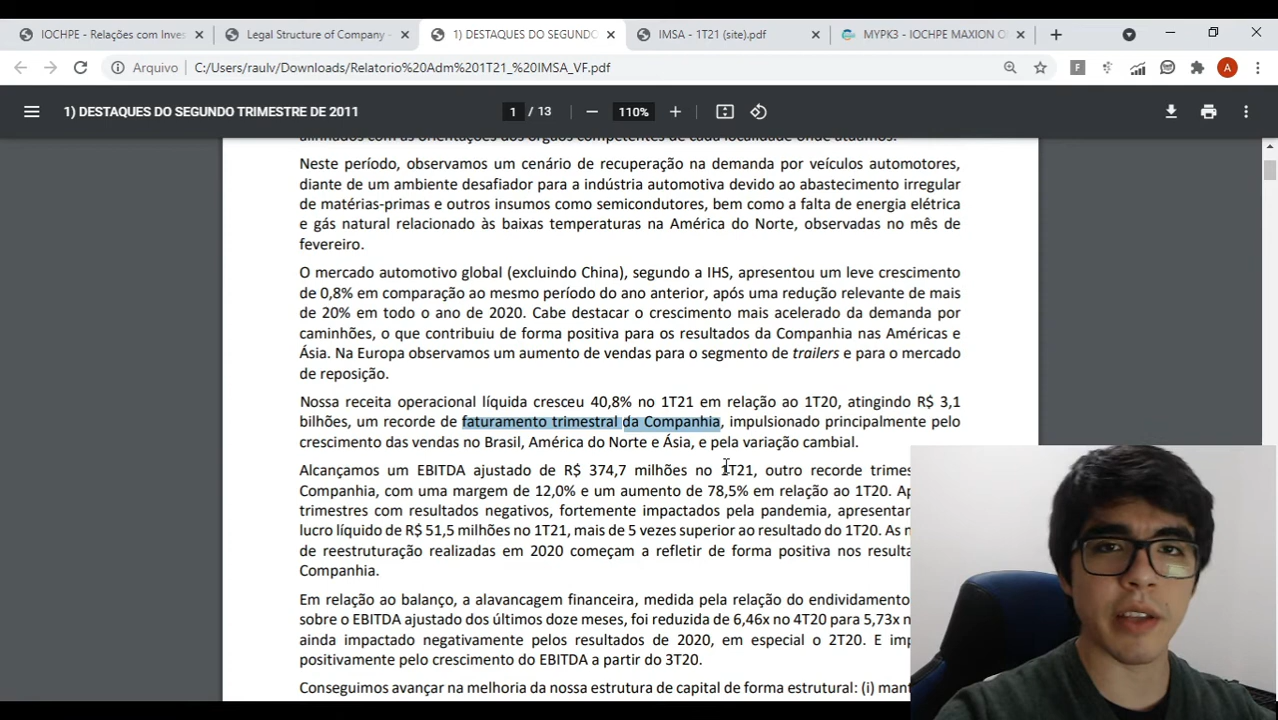 IOCHPE - Relações com Inves
Legal Structure of Company -
1) DESTAQUES DO SEGUNDO
IMSA - 1T21 (site).pdf
MYPK3 - IOCHPE MAXION O
Arquivo
C:/Users/raulv/Downloads/Relatorio%20Adm%201T21_%20IMSA_VF.pdf
F
A
1) DESTAQUES DO SEGUNDO TRIMESTRE DE 2011
1 / 13
110%
alinhados com as orientações dos órgãos competentes de cada localidade onde atuamos.
Neste período, observamos um cenário de recuperação na demanda por veículos automotores,
diante de um ambiente desafiador para a indústria automotiva devido ao abastecimento irregular
de matérias-primas e outros insumos como semicondutores, bem como a falta de energia elétrica
e gás natural relacionado às baixas temperaturas na América do Norte, observadas no mês de
fevereiro.
O mercado automotivo global (excluindo China), segundo a IHS, apresentou um leve crescimento
de 0,8% em comparação ao mesmo período do ano anterior, após uma redução relevante de mais
de 20% em todo o ano de 2020. Cabe destacar o crescimento mais acelerado da demanda por
caminhões, o que contribuiu de forma positiva para os resultados da Companhia nas Américas e
Ásia. Na Europa observamos um aumento de vendas para o segmento de trailers e para o mercado
de reposição.
Nossa receita operacional líquida cresceu 40,8% no 1T21 em relação ao 1T20, atingindo R$ 3,1
bilhões, um recorde de faturamento trimestral da Companhia, impulsionado principalmente pelo
crescimento das vendas no Brasil, América do Norte e Ásia, e pela variação cambial.
Alcançamos um EBITDA ajustado de R$ 374,7 milhões no 1T21, outro recorde trimes
Companhia, com uma margem de 12,0% e um aumento de 78,5% em relação ao 1T20. Ap
trimestres com resultados negativos, fortemente impactados pela pandemia, apresentar
lucro líquido de R$ 51,5 milhões no 1T21, mais de 5 vezes superior ao resultado do 1T20. As m
de reestruturação realizadas em 2020 começam a refletir de forma positiva nos resulta
Companhia.
Em relação ao balanço, a alavancagem financeira, medida pela relação do endividamento
sobre o EBITDA ajustado dos últimos doze meses, foi reduzida de 6,46x no 4T20 para 5,73x n
ainda impactado negativamente pelos resultados de 2020, em especial o 2T20. E imp
positivamente pelo crescimento do EBITDA a partir do 3T20.
Conseguimos avançar na melhoria da nossa estrutura de capital de forma estrutural: (i) mant